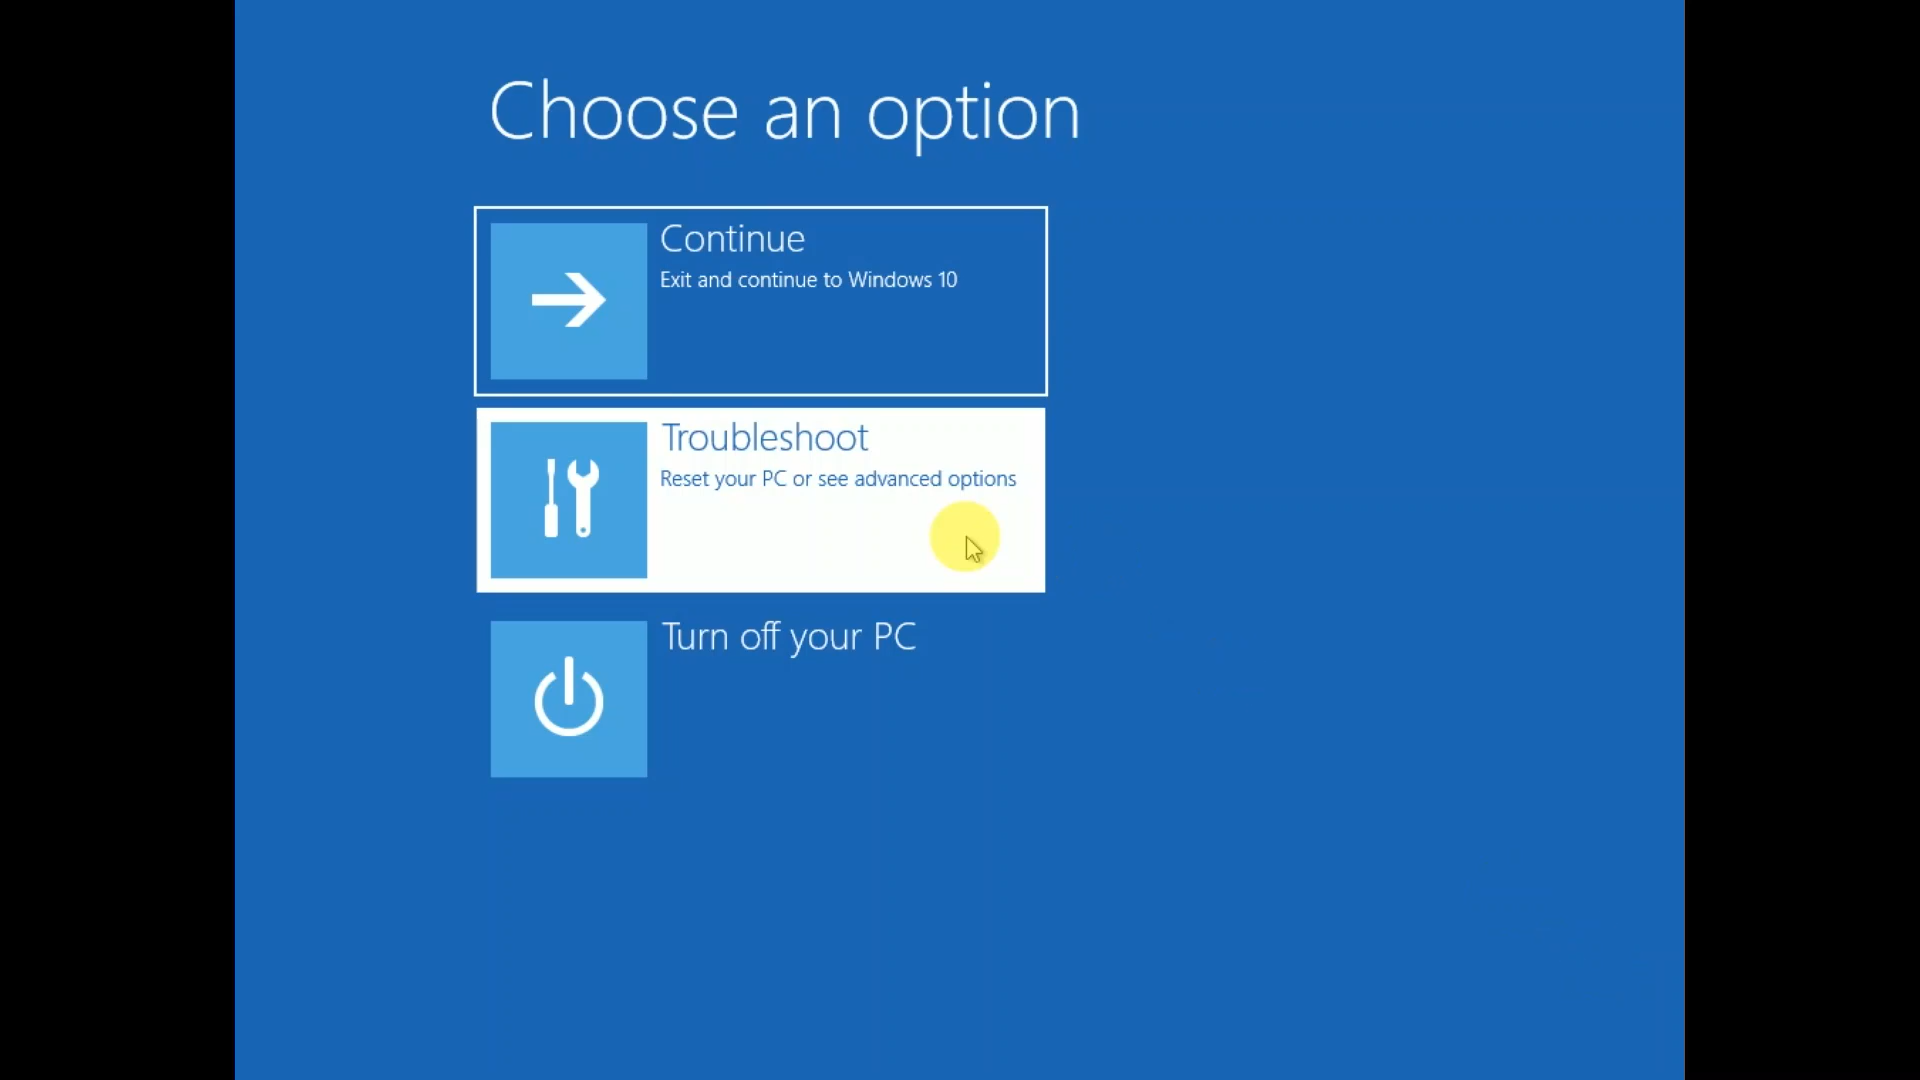 Choose an option
Continue
Exit and continue to Windows 10
Troubleshoot
Reset your PC or see advanced options
Turn off your PC